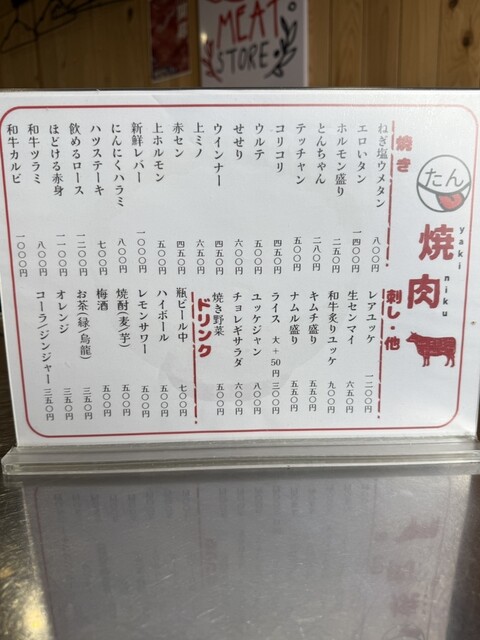 MEAT
STORE
たん
焼肉
yaki niku
焼き
ねぎ塩ウメタン 八〇〇円
エロいタン 一四〇〇円
ホルモン盛り 二五〇円
とんちゃん 二八〇円
テッチャン 五〇〇円
コリコリ 四五〇円
ウルテ 五〇〇円
せせり 六〇〇円
ウインナー 四五〇円
上ミノ 六五〇円
赤セン 四五〇円
上ホルモン 五五〇円
新鮮レバー 一〇〇〇円
にんにくハラミ 八〇〇円
ハツステーキ 七〇〇円
飲めるロース 一二〇〇円
ほどける赤身 一一〇〇円
和牛ツラミ 八〇〇円
和牛カルビ 一〇〇〇円
刺し・他
レアユッケ 一二〇〇円
生センマイ 六五〇円
和牛炙りユッケ 九〇〇円
キムチ盛り 五五〇円
ナムル盛り 五五〇円
ライス 大+50円 三〇〇円
ユッケジャン 八〇〇円
チョレギサラダ 六〇〇円
焼き野菜 五〇〇円
ドリンク
瓶ビール中 七〇〇円
ハイボール 五〇〇円
レモンサワー 五〇〇円
焼酎(麦/芋) 五〇〇円
梅酒 五〇〇円
お茶(緑/烏龍) 三五〇円
オレンジ 三五〇円
コーラ/ジンジャー 三五〇円